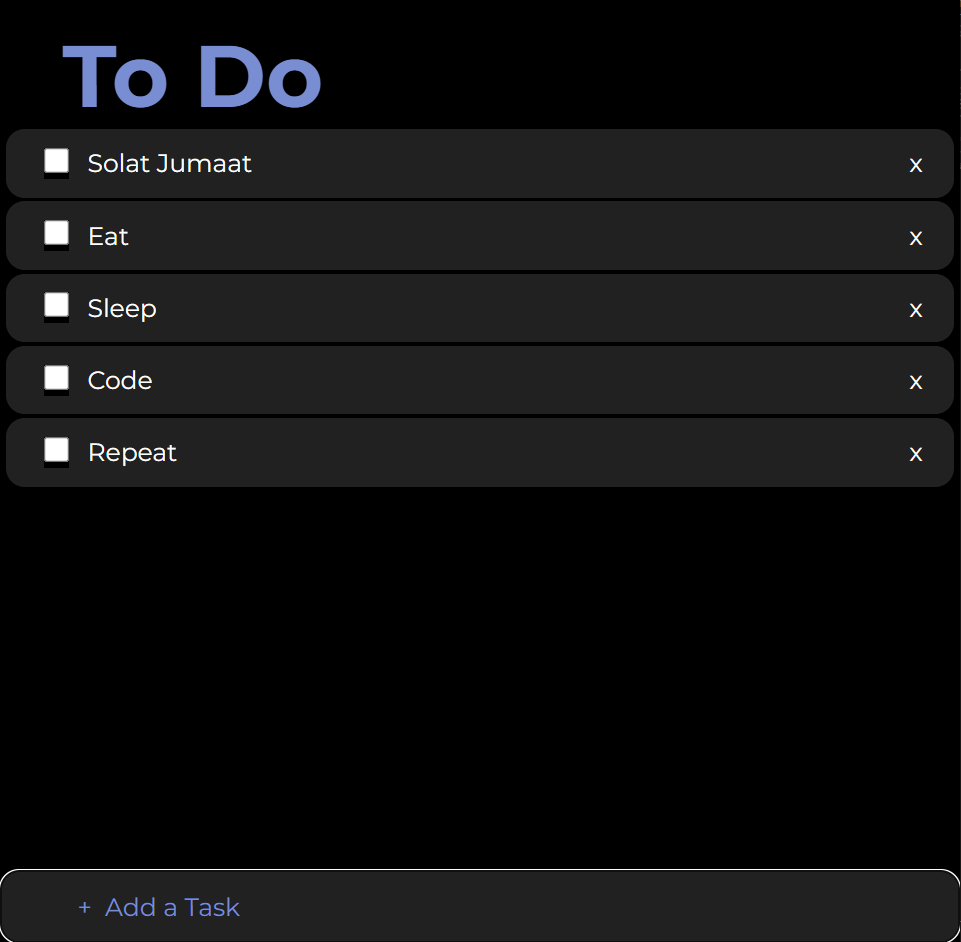 To Do
Solat Jumaat x
Eat x
Sleep x
Code x
Repeat x
+ Add a Task